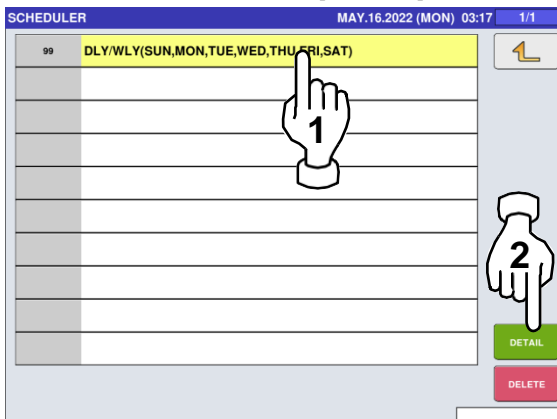 SCHEDULER MAY.16.2022 (MON) 03:17 1/1
99 DLY/WLY(SUN,MON,TUE,WED,THU,FRI,SAT)
1
2
DETAIL
DELETE